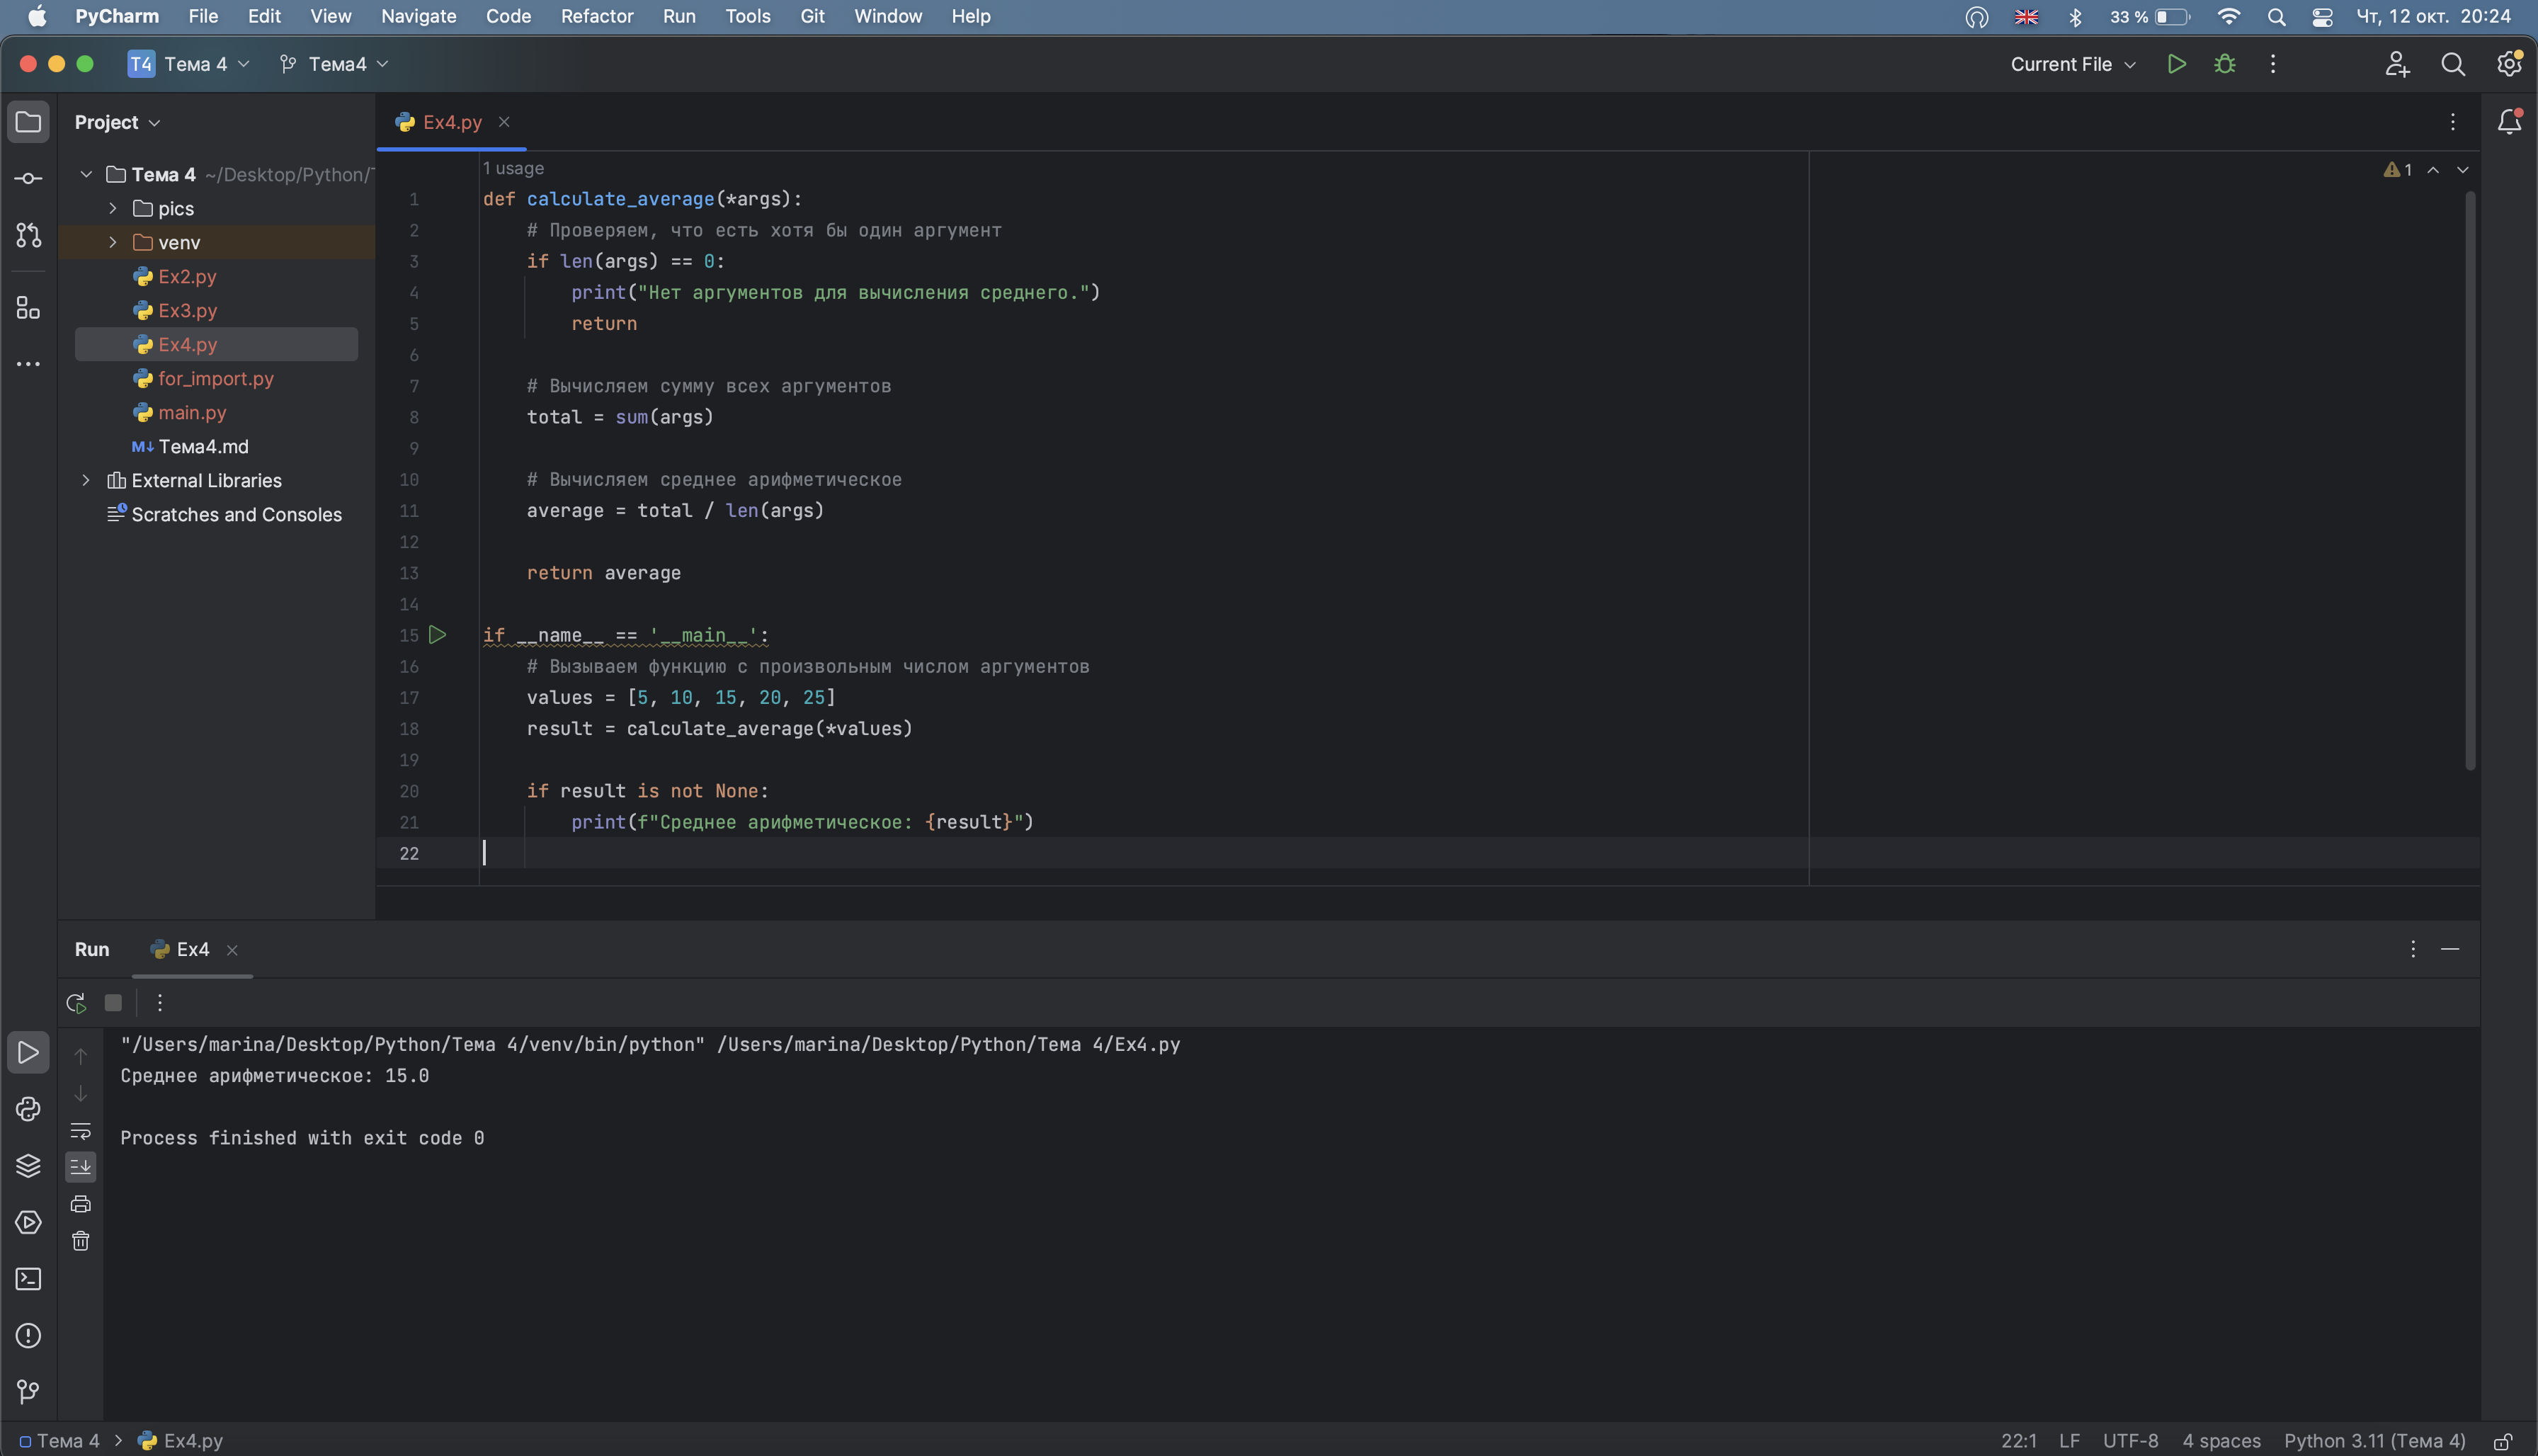 PyCharm File Edit View Navigate Code Refactor Run Tools Git Window Help 33 % Чт, 12 окт. 20:24
T4 Тема 4 Тема4 Current File
Project
Тема 4 ~/Desktop/Python/
pics
venv
Ex2.py
Ex3.py
Ex4.py
for_import.py
main.py
M↓ Тема4.md
External Libraries
Scratches and Consoles
Ex4.py
1 usage
1
1 def calculate_average(*args):
2     # Проверяем, что есть хотя бы один аргумент
3     if len(args) == 0:
4         print("Нет аргументов для вычисления среднего.")
5         return
6
7     # Вычисляем сумму всех аргументов
8     total = sum(args)
9
10     # Вычисляем среднее арифметическое
11     average = total / len(args)
12
13     return average
14
15 if __name__ == '__main__':
16     # Вызываем функцию с произвольным числом аргументов
17     values = [5, 10, 15, 20, 25]
18     result = calculate_average(*values)
19
20     if result is not None:
21         print(f"Среднее арифметическое: {result}")
22
Run Ex4
"/Users/marina/Desktop/Python/Тема 4/venv/bin/python" /Users/marina/Desktop/Python/Тема 4/Ex4.py
Среднее арифметическое: 15.0
Process finished with exit code 0
Тема 4 > Ex4.py 22:1 LF UTF-8 4 spaces Python 3.11 (Тема 4)